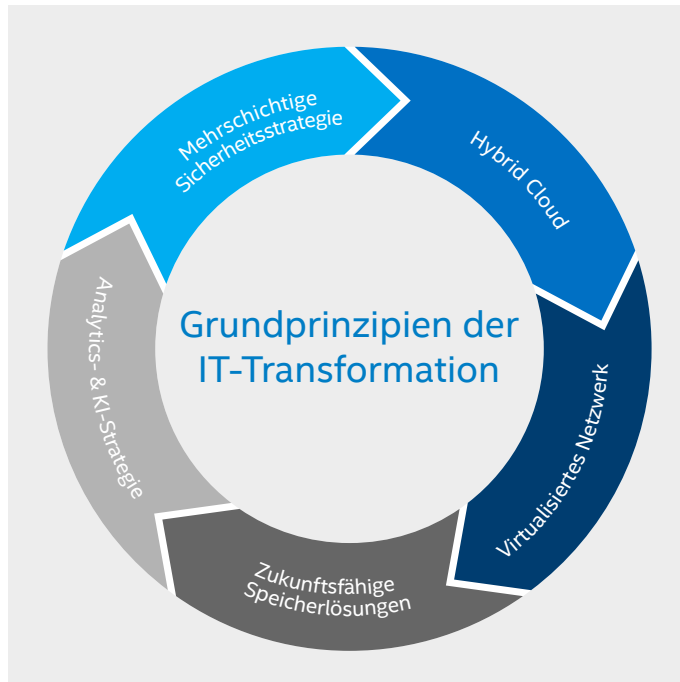 Grundprinzipien der
IT-Transformation
Mehrschichtige
Sicherheitsstrategie
Hybrid Cloud
Virtualisiertes Netzwerk
Zukunftsfähige
Speicherlösungen
Analytics- & KI-Strategie